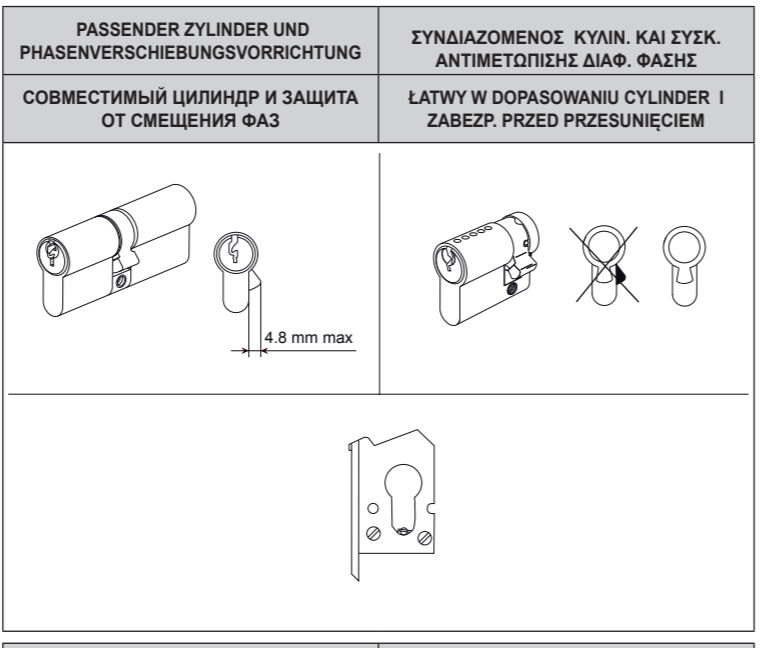 PASSENDER ZYLINDER UND
PHASENVERSCHIEBUNGSVORRICHTUNG
ΣΥΝΔΙΑΖΟΜΕΝΟΣ ΚΥΛΙΝ. ΚΑΙ ΣΥΣΚ.
ΑΝΤΙΜΕΤΩΠΙΣΗΣ ΔΙΑΦ. ΦΑΣΗΣ
СОВМЕСТИМЫЙ ЦИЛИНДР И ЗАЩИТА
ОТ СМЕЩЕНИЯ ФАЗ
ŁATWY W DOPASOWANIU CYLINDER I
ZABEZP. PRZED PRZESUNIĘCIEM
4.8 mm max